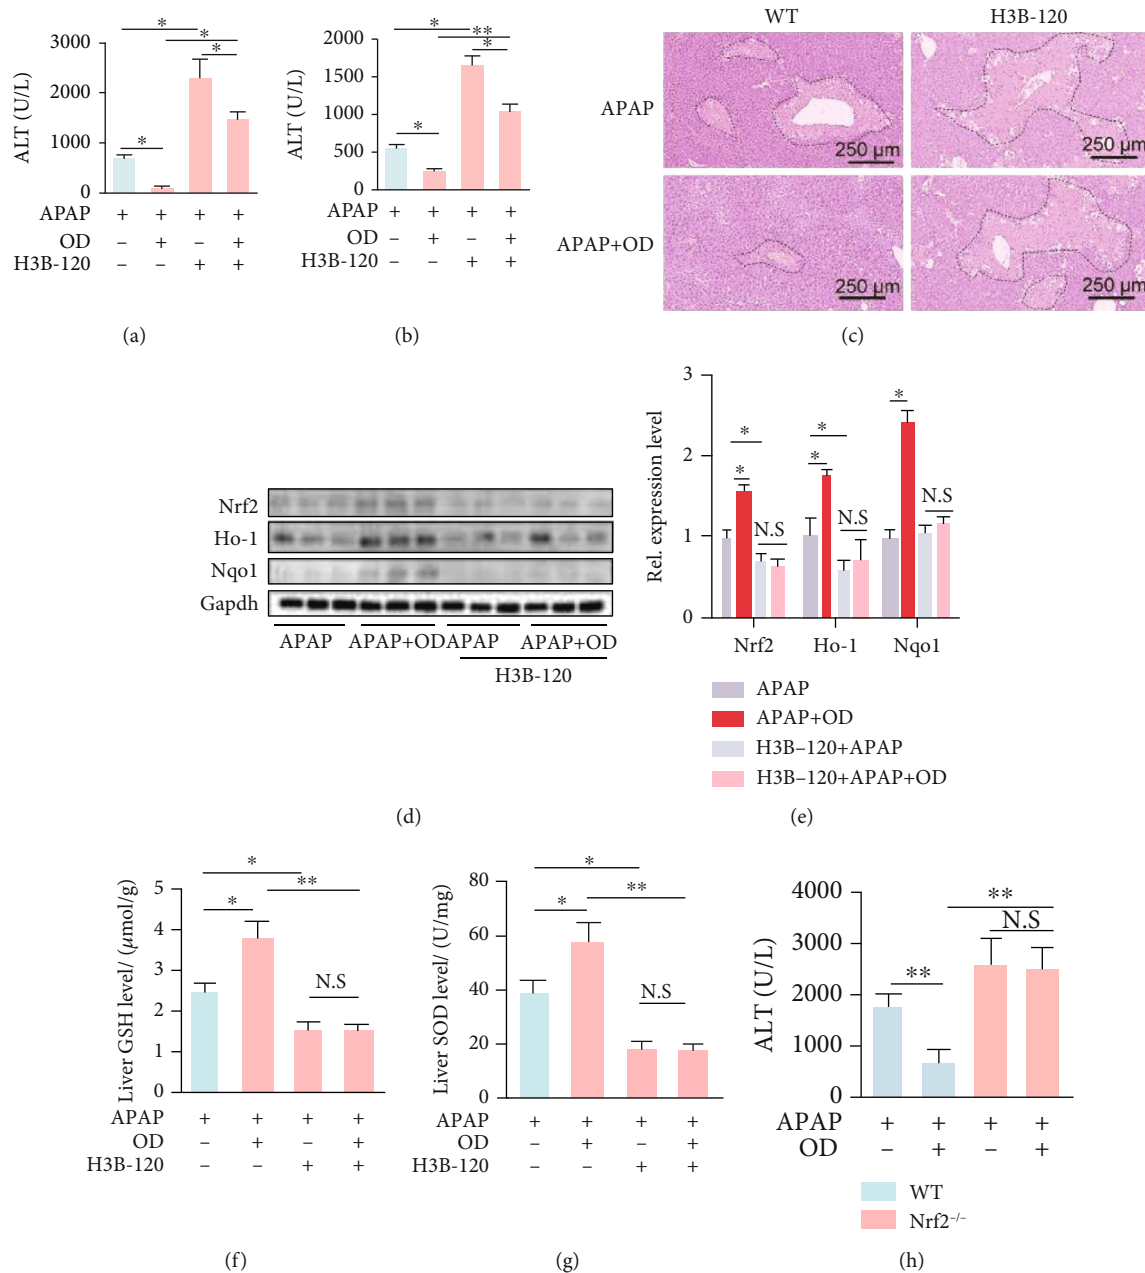 * * * *
3000
2000
1000
0
ALT (U/L)
APAP + + + +
OD – + – +
H3B-120 – – + +
(a)
* ** * *
2000
1500
1000
500
0
ALT (U/L)
APAP + + + +
OD – + – +
H3B-120 – – + +
(b)
WT H3B-120
APAP
250 μm 250 μm
APAP+OD
250 μm 250 μm
(c)
Nrf2
Ho-1
Nqo1
Gapdh
APAP APAP+OD APAP APAP+OD
H3B-120
(d)
3
2
1
0
Rel. expression level
* * N.S
* * N.S
* N.S
Nrf2 Ho-1 Nqo1
APAP
APAP+OD
H3B–120+APAP
H3B–120+APAP+OD
(e)
* ** * N.S
5
4
3
2
1
0
Liver GSH level/ (μmol/g)
APAP + + + +
OD – + – +
H3B-120 – – + +
(f)
* ** * N.S
80
60
40
20
0
Liver SOD level/ (U/mg)
APAP + + + +
OD – + – +
H3B-120 – – + +
(g)
** N.S **
4000
3000
2000
1000
0
ALT (U/L)
APAP + + + +
OD – + – +
WT
Nrf2–/–
(h)